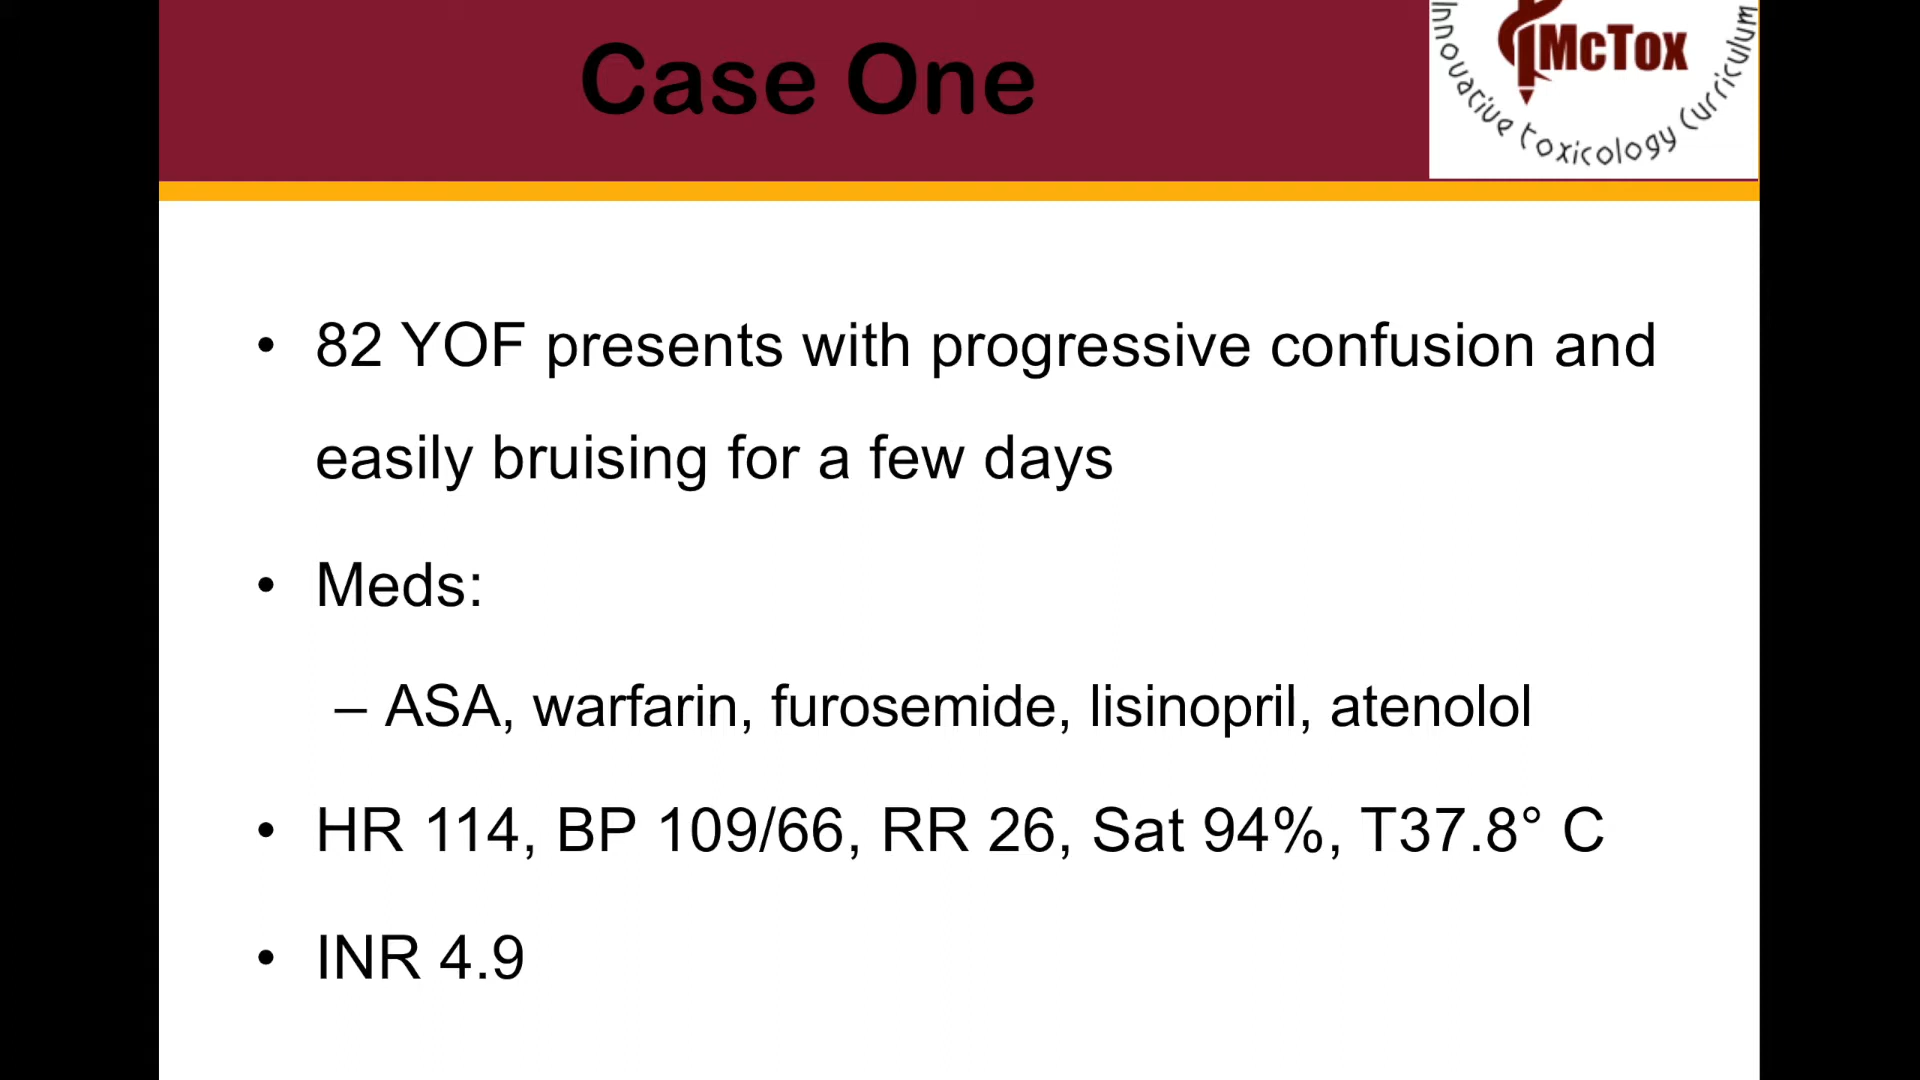 Case One
McTox
Innovative Toxicology Curriculum
• 82 YOF presents with progressive confusion and
easily bruising for a few days
• Meds:
– ASA, warfarin, furosemide, lisinopril, atenolol
• HR 114, BP 109/66, RR 26, Sat 94%, T37.8° C
• INR 4.9